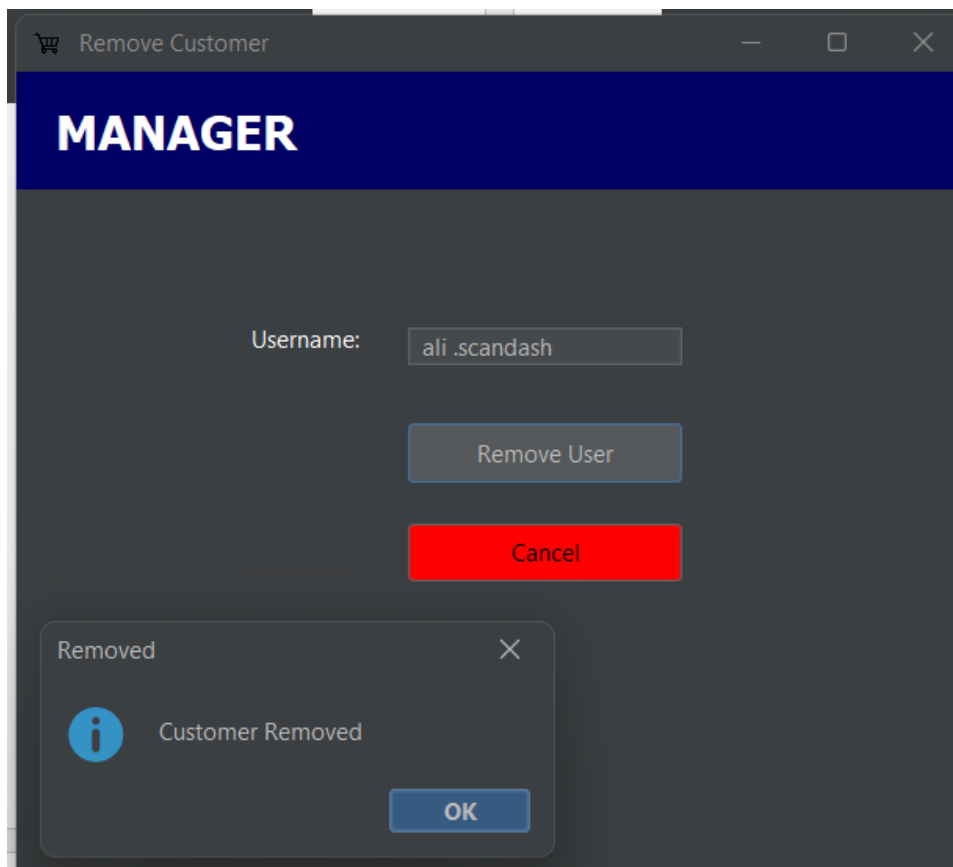 Remove Customer
MANAGER
Username:
ali .scandash
Remove User
Cancel
Removed
Customer Removed
OK